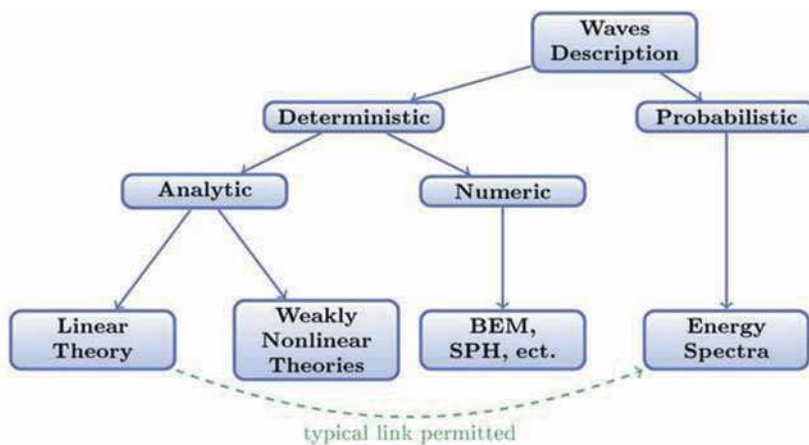 Waves
Description
Deterministic
Probabilistic
Analytic
Numeric
Linear
Theory
Weakly
Nonlinear
Theories
BEM,
SPH, ect.
Energy
Spectra
typical link permitted